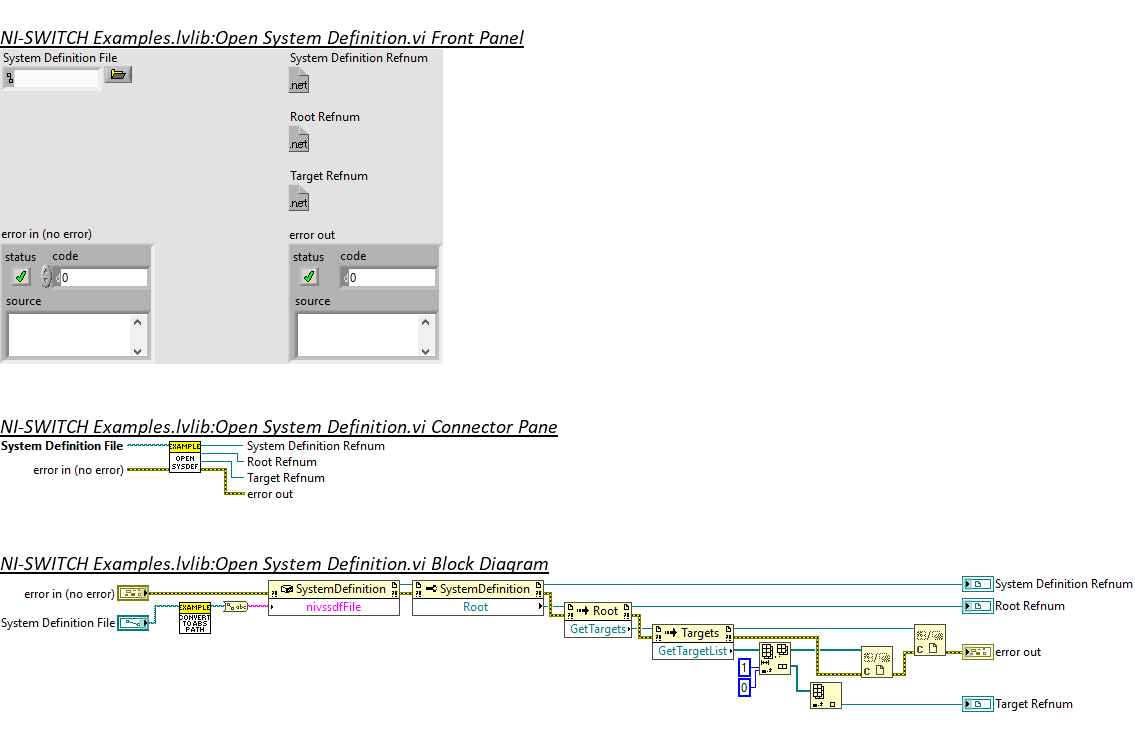 NI-SWITCH Examples.lvlib:Open System Definition.vi Front Panel
System Definition File
System Definition Refnum
.net
Root Refnum
.net
Target Refnum
.net
error in (no error)
error out
status code
status code
d 0
d 0
source
source
NI-SWITCH Examples.lvlib:Open System Definition.vi Connector Pane
System Definition File
EXAMPLE
OPEN
SYSDEF
System Definition Refnum
Root Refnum
error in (no error)
Target Refnum
error out
NI-SWITCH Examples.lvlib:Open System Definition.vi Block Diagram
error in (no error)
SystemDefinition
SystemDefinition
System Definition Refnum
System Definition File
EXAMPLE
CONVERT
TO ABS
PATH
abc
nivssdfFile
Root
Root Refnum
Root
GetTargets
Targets
GetTargetList
1
0
C
C
error out
Target Refnum